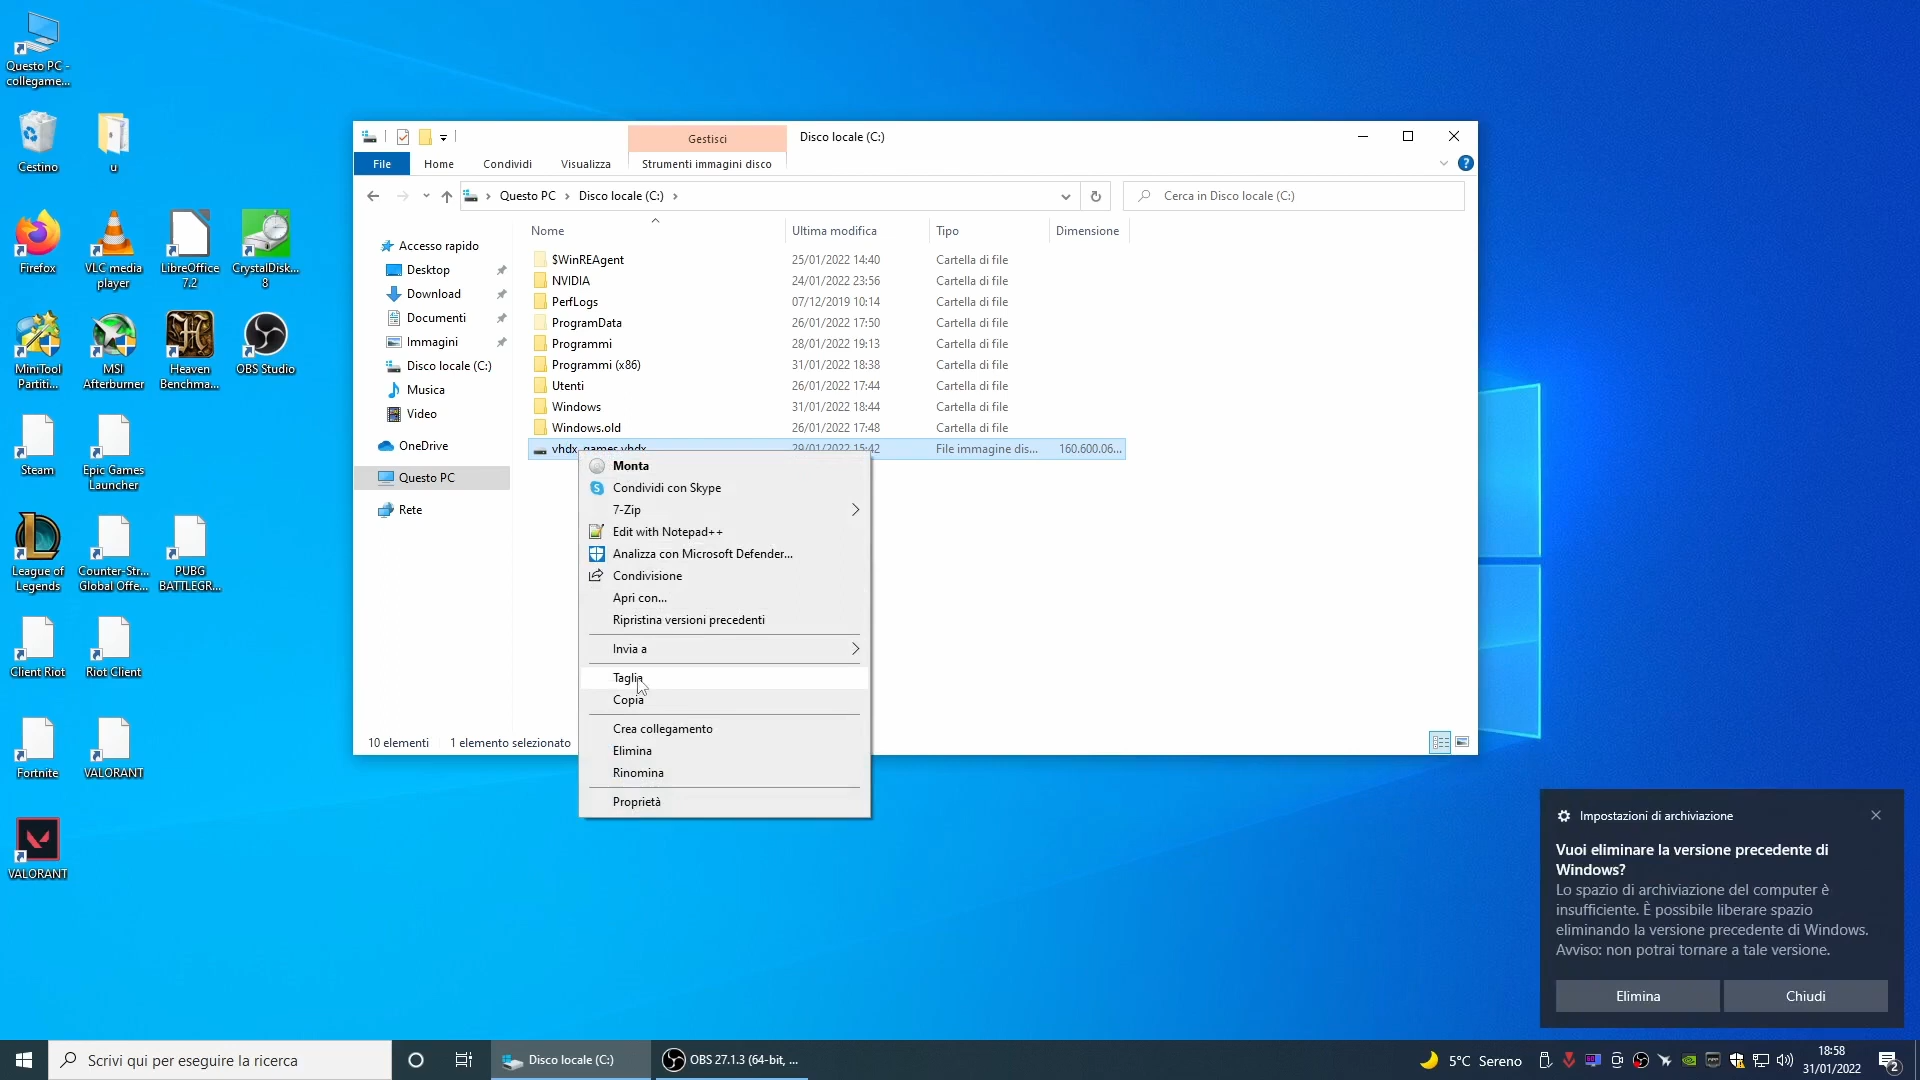 Questo PC -
collegame...
Cestino
u
Firefox
VLC media
player
LibreOffice
7.2
CrystalDisk...
8
MiniTool
Partiti...
MSI
Afterburner
Heaven
Benchma...
OBS Studio
Steam
Epic Games
Launcher
League of
Legends
Counter-Str...
Global Offe...
PUBG
BATTLEGR...
Client Riot
Riot Client
Fortnite
VALORANT
VALORANT
Gestisci
Disco locale (C:)
File
Home
Condividi
Visualizza
Strumenti immagini disco
Questo PC
Disco locale (C:)
Cerca in Disco locale (C:)
Accesso rapido
Desktop
Download
Documenti
Immagini
Disco locale (C:)
Musica
Video
OneDrive
Questo PC
Rete
Nome Ultima modifica Tipo Dimensione
$WinREAgent 25/01/2022 14:40 Cartella di file
NVIDIA 24/01/2022 23:56 Cartella di file
PerfLogs 07/12/2019 10:14 Cartella di file
ProgramData 26/01/2022 17:50 Cartella di file
Programmi 28/01/2022 19:13 Cartella di file
Programmi (x86) 31/01/2022 18:38 Cartella di file
Utenti 26/01/2022 17:44 Cartella di file
Windows 31/01/2022 18:44 Cartella di file
Windows.old 26/01/2022 17:48 Cartella di file
vhdx_games.vhdx 29/01/2022 15:42 File immagine dis... 160.600.06...
Monta
Condividi con Skype
7-Zip
Edit with Notepad++
Analizza con Microsoft Defender...
Condivisione
Apri con...
Ripristina versioni precedenti
Invia a
Taglia
Copia
Crea collegamento
Elimina
Rinomina
Proprietà
10 elementi
1 elemento selezionato
Impostazioni di archiviazione
Vuoi eliminare la versione precedente di
Windows?
Lo spazio di archiviazione del computer è
insufficiente. È possibile liberare spazio
eliminando la versione precedente di Windows.
Avviso: non potrai tornare a tale versione.
Elimina
Chiudi
Scrivi qui per eseguire la ricerca
Disco locale (C:)
OBS 27.1.3 (64-bit, ...
5°C Sereno
18:58
31/01/2022
2